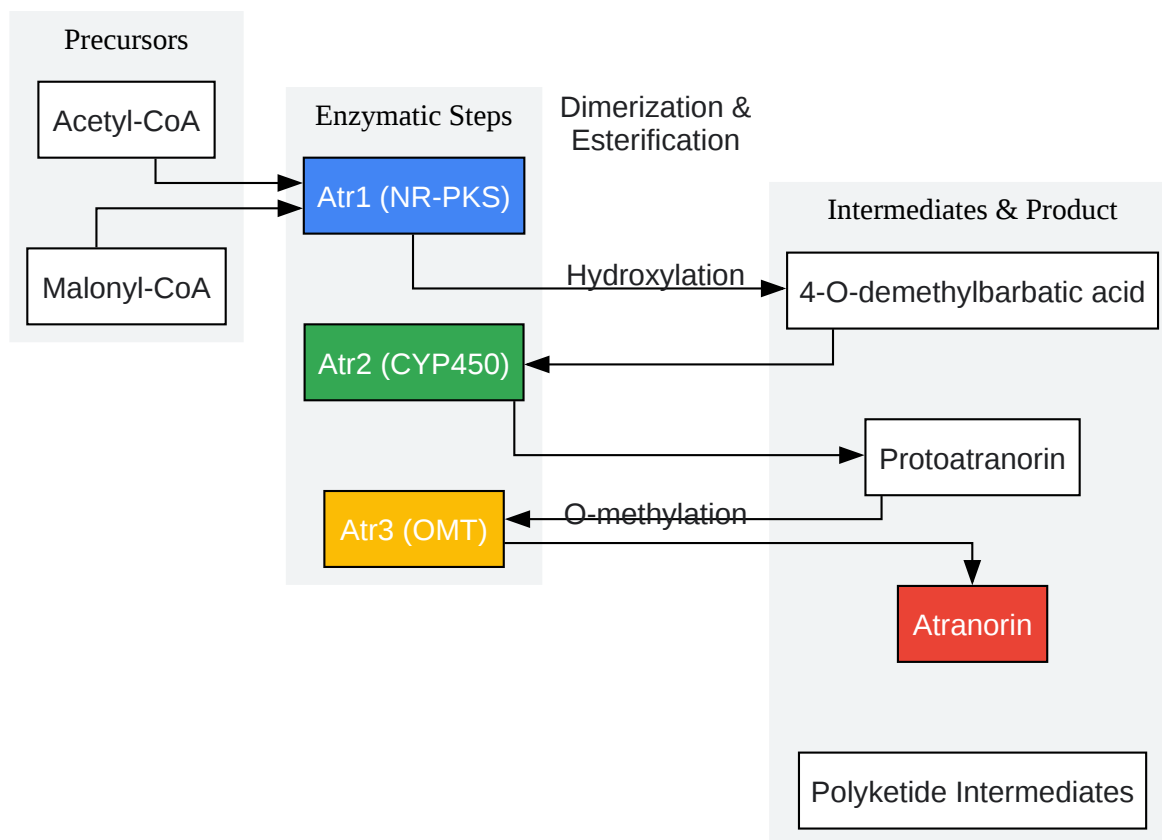 Precursors
Acetyl-CoA
Malonyl-CoA
Enzymatic Steps
Atr1 (NR-PKS)
Atr2 (CYP450)
Atr3 (OMT)
Dimerization &
Esterification
Hydroxylation
O-methylation
Intermediates & Product
4-O-demethylbarbatic acid
Protoatranorin
Atranorin
Polyketide Intermediates